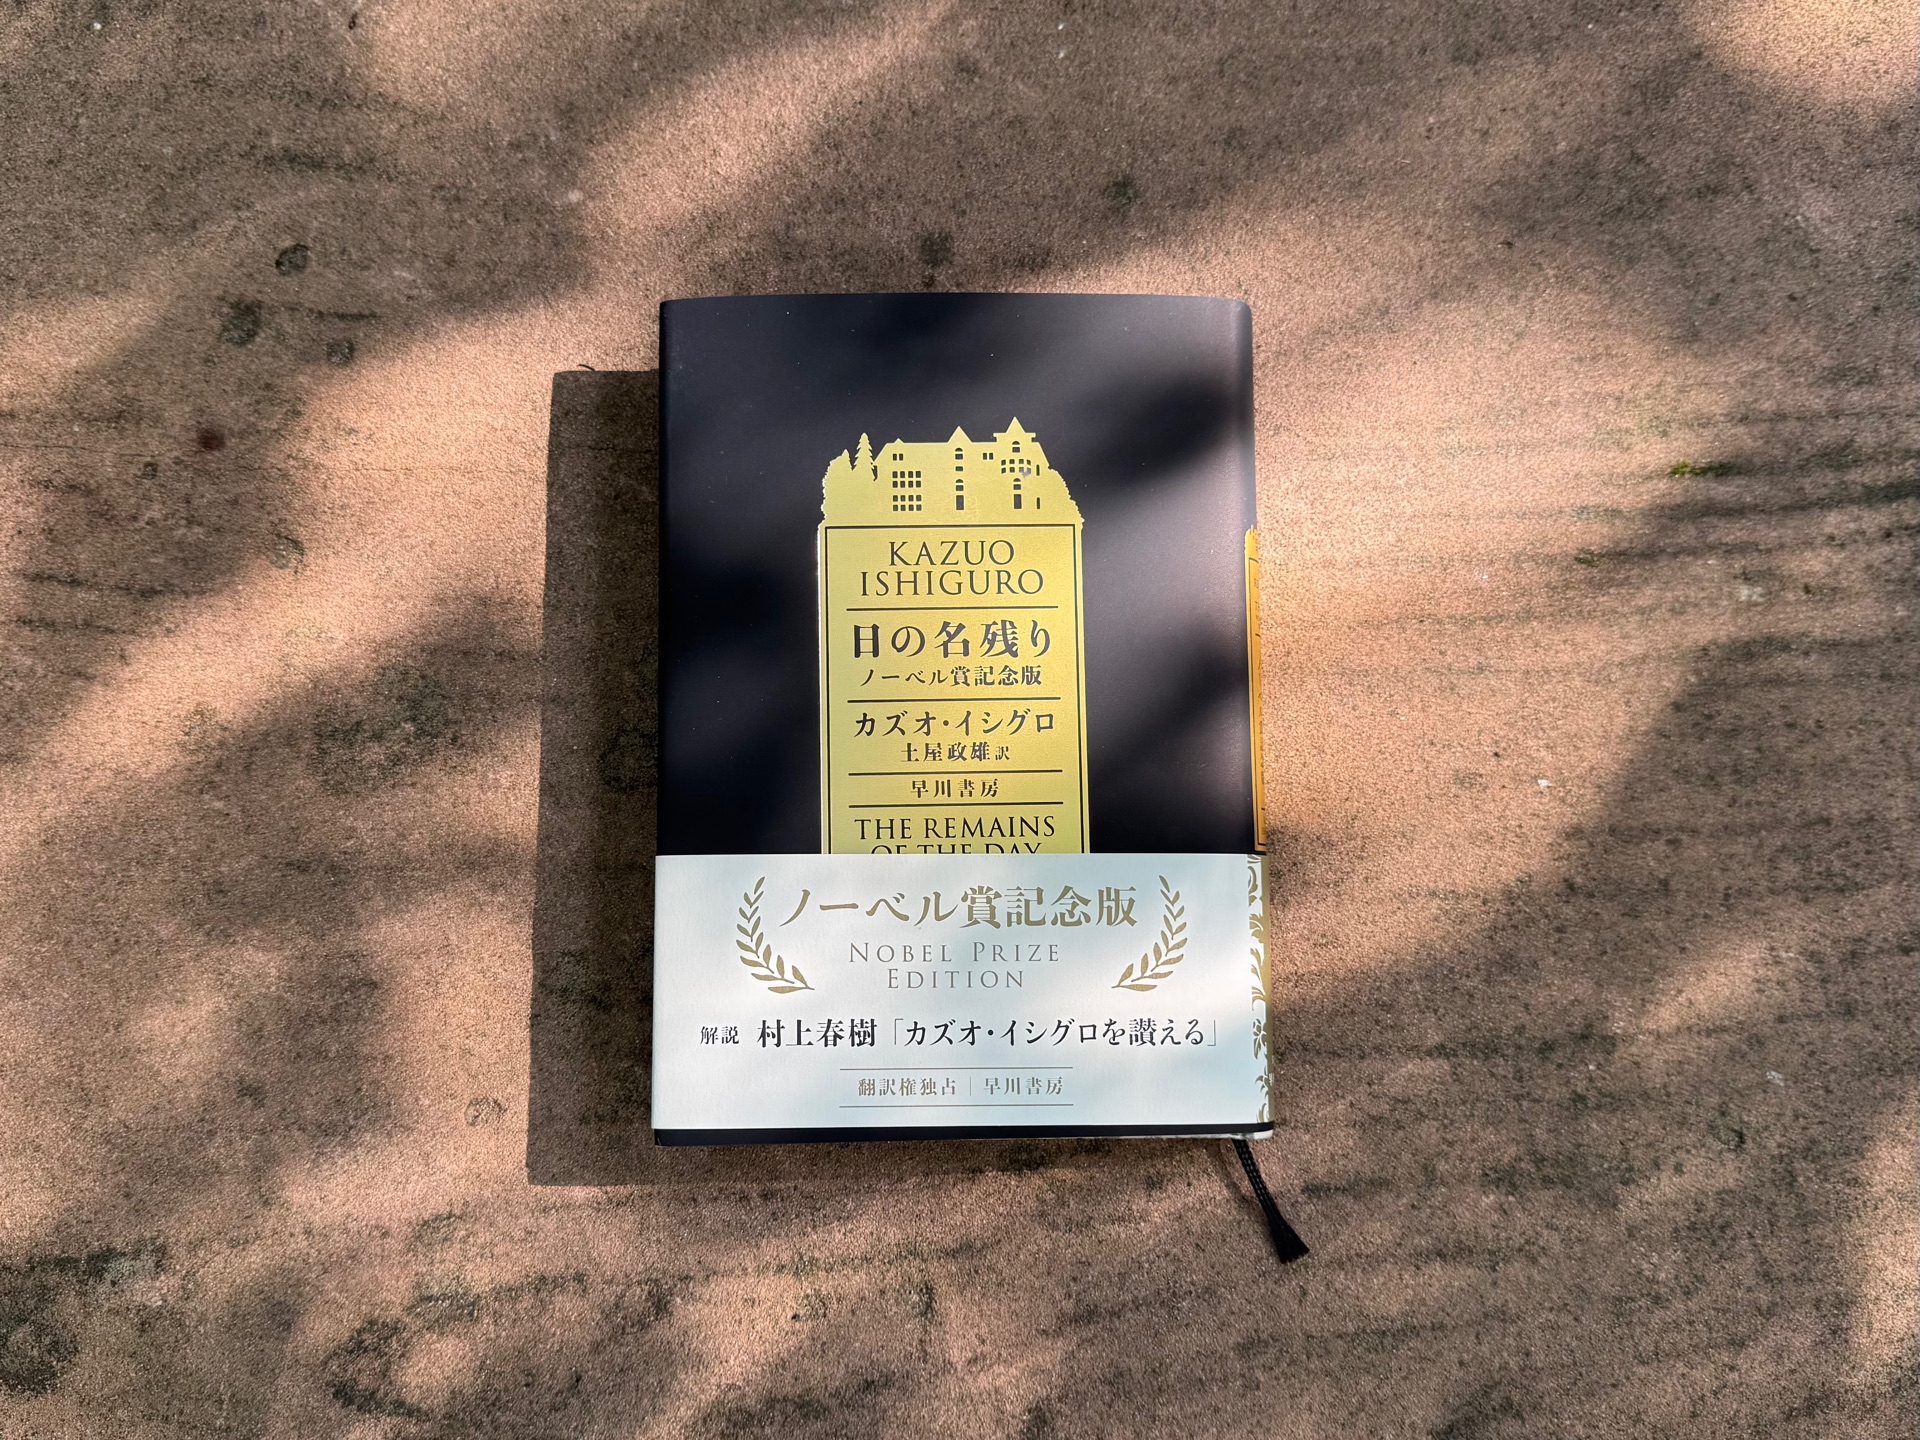 KAZUO
ISHIGURO
日の名残り
ノーベル賞記念版
カズオ・イシグロ
土屋政雄 訳
早川書房
THE REMAINS
OF THE DAY
ノーベル賞記念版
NOBEL PRIZE
EDITION
解説 村上春樹「カズオ・イシグロを讃える」
翻訳権独占｜早川書房